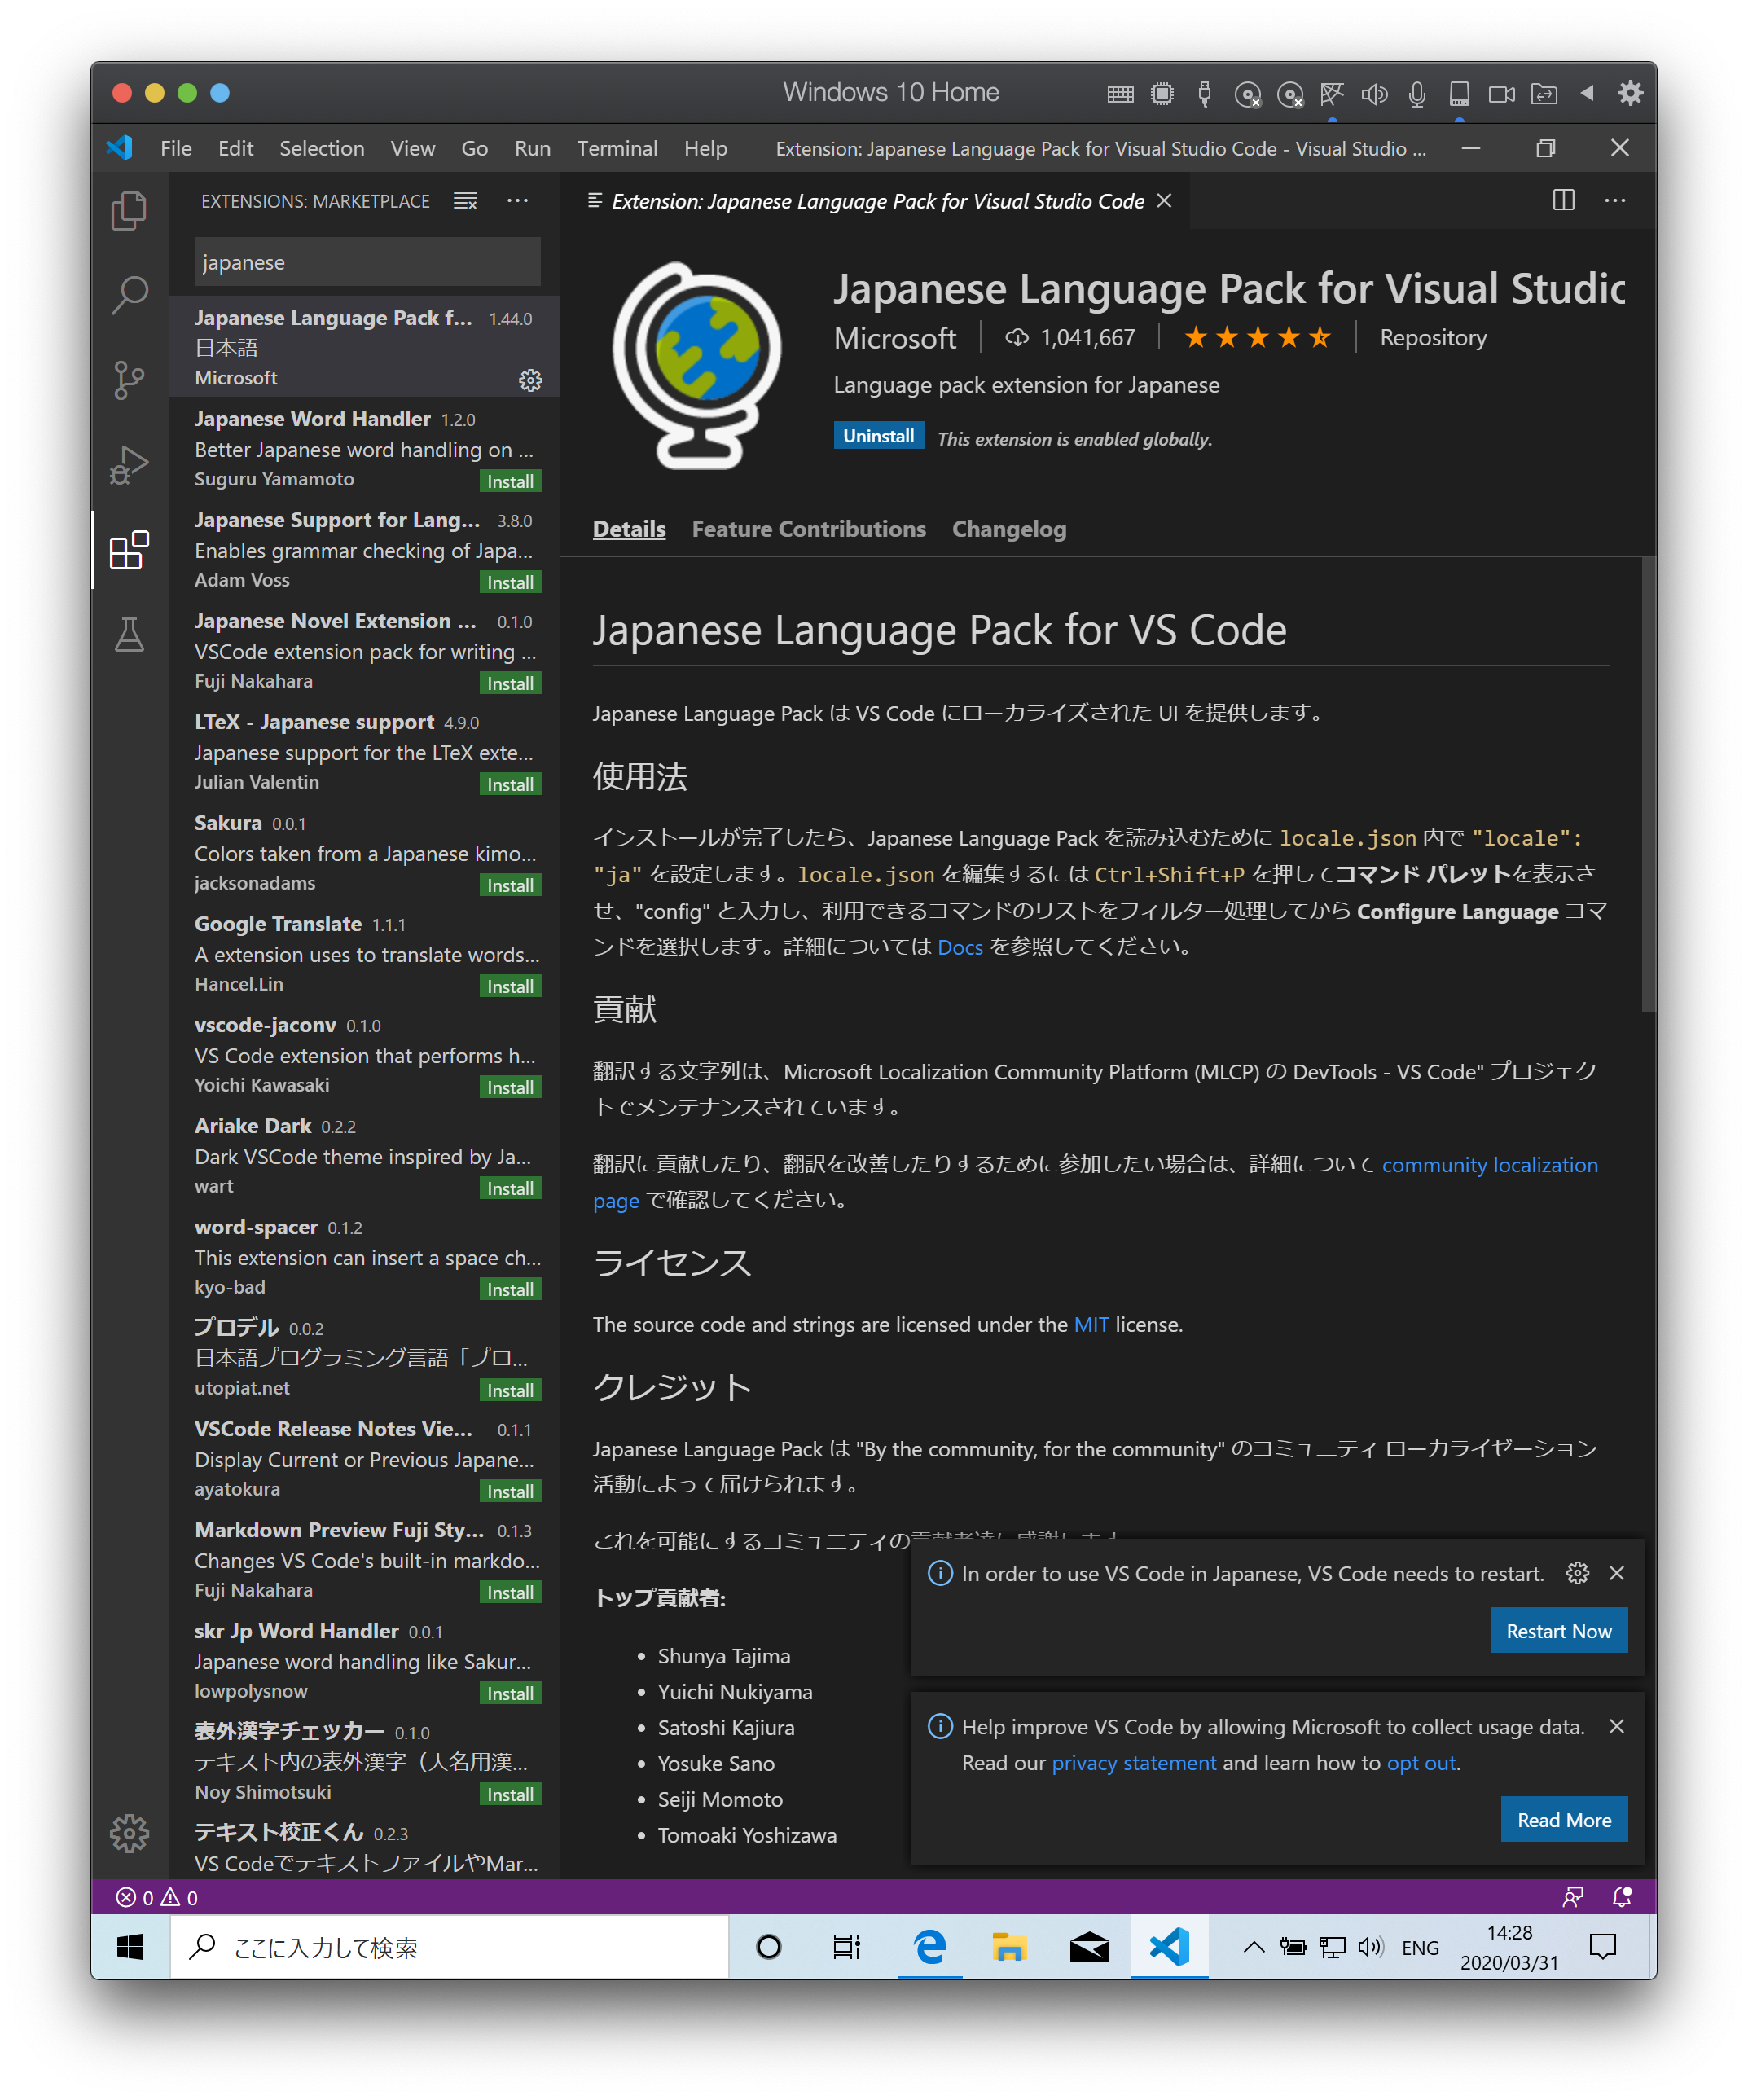 Windows 10 Home
File Edit Selection View Go Run Terminal Help Extension: Japanese Language Pack for Visual Studio Code - Visual Studio ...
EXTENSIONS: MARKETPLACE
japanese
Japanese Language Pack f... 1.44.0
日本語
Microsoft
Japanese Word Handler 1.2.0
Better Japanese word handling on ...
Suguru Yamamoto Install
Japanese Support for Lang... 3.8.0
Enables grammar checking of Japa...
Adam Voss Install
Japanese Novel Extension ... 0.1.0
VSCode extension pack for writing ...
Fuji Nakahara Install
LTeX - Japanese support 4.9.0
Japanese support for the LTeX exte...
Julian Valentin Install
Sakura 0.0.1
Colors taken from a Japanese kimo...
jacksonadams Install
Google Translate 1.1.1
A extension uses to translate words...
Hancel.Lin Install
vscode-jaconv 0.1.0
VS Code extension that performs h...
Yoichi Kawasaki Install
Ariake Dark 0.2.2
Dark VSCode theme inspired by Ja...
wart Install
word-spacer 0.1.2
This extension can insert a space ch...
kyo-bad Install
プロデル 0.0.2
日本語プログラミング言語「プロ...
utopiat.net Install
VSCode Release Notes Vie... 0.1.1
Display Current or Previous Japane...
ayatokura Install
Markdown Preview Fuji Sty... 0.1.3
Changes VS Code's built-in markdo...
Fuji Nakahara Install
skr Jp Word Handler 0.0.1
Japanese word handling like Sakur...
lowpolysnow Install
表外漢字チェッカー 0.1.0
テキスト内の表外漢字（人名用漢...
Noy Shimotsuki Install
テキスト校正くん 0.2.3
VS CodeでテキストファイルやMar...
Extension: Japanese Language Pack for Visual Studio Code
Japanese Language Pack for Visual Studic
Microsoft 1,041,667 Repository
Language pack extension for Japanese
Uninstall This extension is enabled globally.
Details Feature Contributions Changelog
Japanese Language Pack for VS Code
Japanese Language Pack は VS Code にローカライズされた UI を提供します。
使用法
インストールが完了したら、Japanese Language Pack を読み込むために locale.json 内で "locale":
"ja" を設定します。locale.json を編集するには Ctrl+Shift+P を押してコマンド パレットを表示さ
せ、"config" と入力し、利用できるコマンドのリストをフィルター処理してから Configure Language コマ
ンドを選択します。詳細については Docs を参照してください。
貢献
翻訳する文字列は、Microsoft Localization Community Platform (MLCP) の DevTools - VS Code" プロジェク
トでメンテナンスされています。
翻訳に貢献したり、翻訳を改善したりするために参加したい場合は、詳細について community localization
page で確認してください。
ライセンス
The source code and strings are licensed under the MIT license.
クレジット
Japanese Language Pack は "By the community, for the community" のコミュニティ ローカライゼーション
活動によって届けられます。
これを可能にするコミュニティの貢献者達に感謝します
トップ貢献者:
• Shunya Tajima
• Yuichi Nukiyama
• Satoshi Kajiura
• Yosuke Sano
• Seiji Momoto
• Tomoaki Yoshizawa
In order to use VS Code in Japanese, VS Code needs to restart.
Restart Now
Help improve VS Code by allowing Microsoft to collect usage data.
Read our privacy statement and learn how to opt out.
Read More
0 0
ここに入力して検索
ENG
14:28
2020/03/31